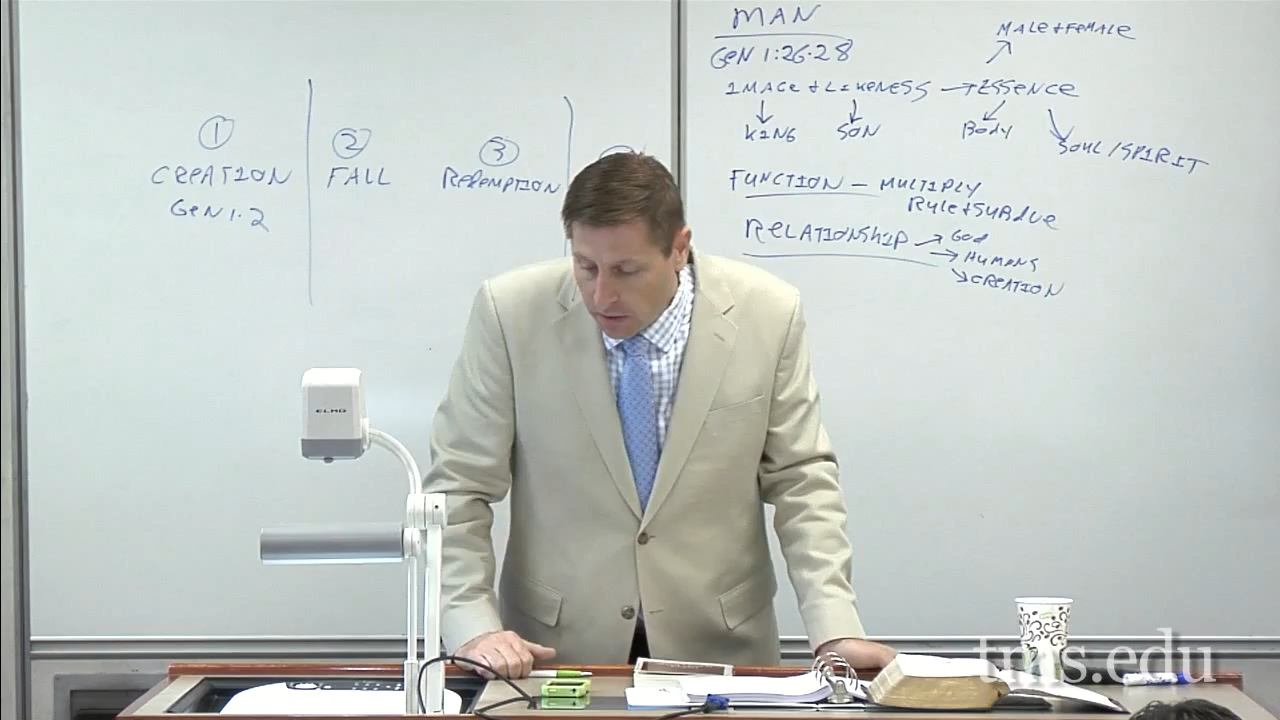 1
CREATION
Gen 1-2
2
FALL
3
REDEMPTION
MAN
Gen 1:26-28
IMAGE + LIKENESS → ESSENCE
MALE + FEMALE
KING
SON
Body
SOUL/SPIRIT
FUNCTION — MULTIPLY
Rule + Subdue
RELATIONSHIP → God
→ HUMANS
→ CREATION
ELMO
tms.edu